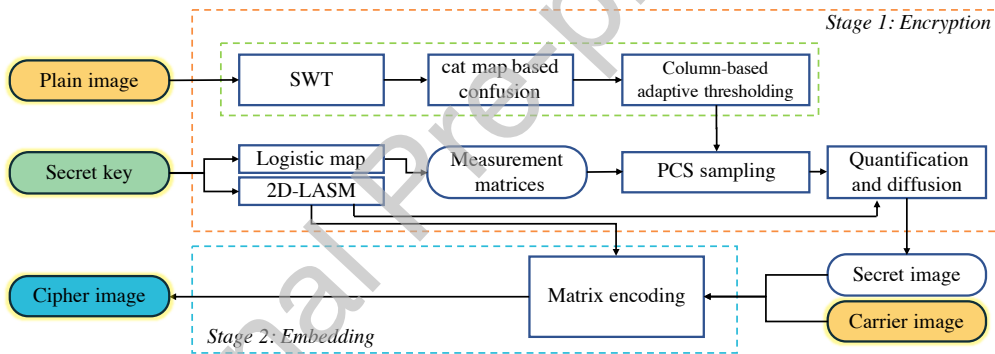 Stage 1: Encryption
Plain image
SWT
cat map based
confusion
Column-based
adaptive thresholding
Secret key
Logistic map
2D-LASM
Measurement
matrices
PCS sampling
Quantification
and diffusion
Cipher image
Matrix encoding
Secret image
Carrier image
Stage 2: Embedding
nal Pre-p